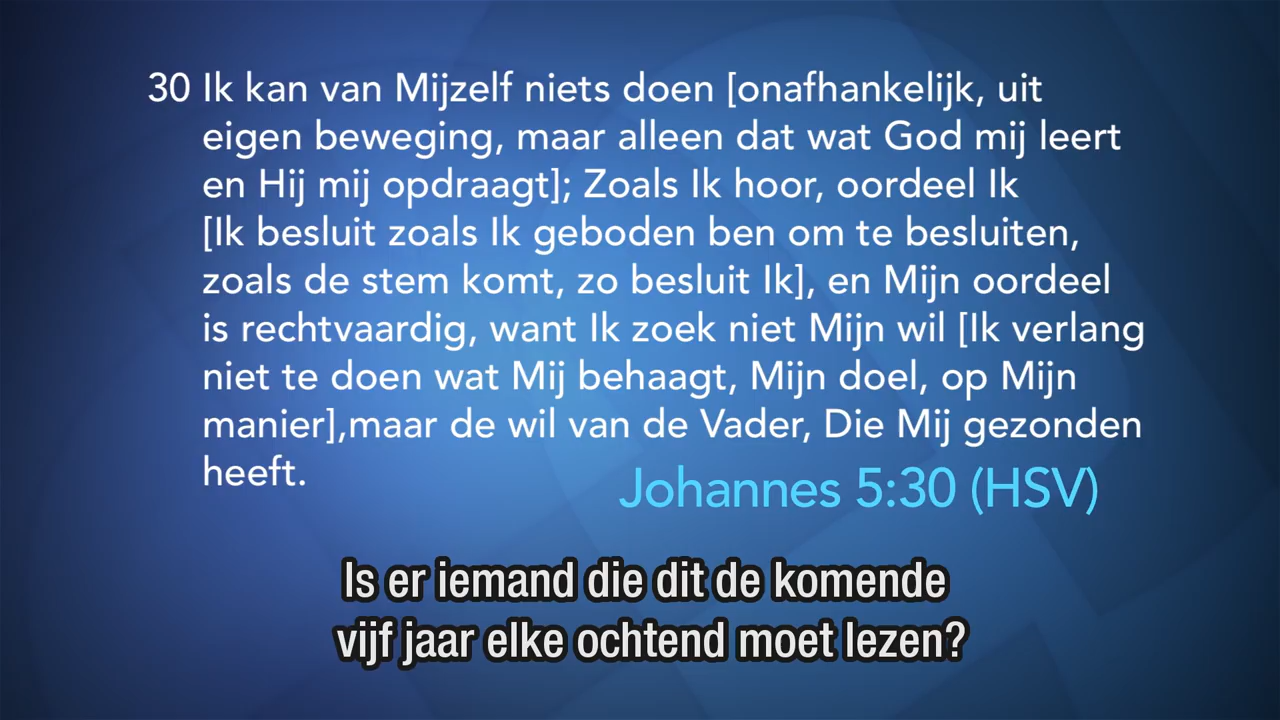 30 Ik kan van Mijzelf niets doen [onafhankelijk, uit
eigen beweging, maar alleen dat wat God mij leert
en Hij mij opdraagt]; Zoals Ik hoor, oordeel Ik
[Ik besluit zoals Ik geboden ben om te besluiten,
zoals de stem komt, zo besluit Ik], en Mijn oordeel
is rechtvaardig, want Ik zoek niet Mijn wil [Ik verlang
niet te doen wat Mij behaagt, Mijn doel, op Mijn
manier],maar de wil van de Vader, Die Mij gezonden
heeft.
Johannes 5:30 (HSV)
Is er iemand die dit de komende
vijf jaar elke ochtend moet lezen?